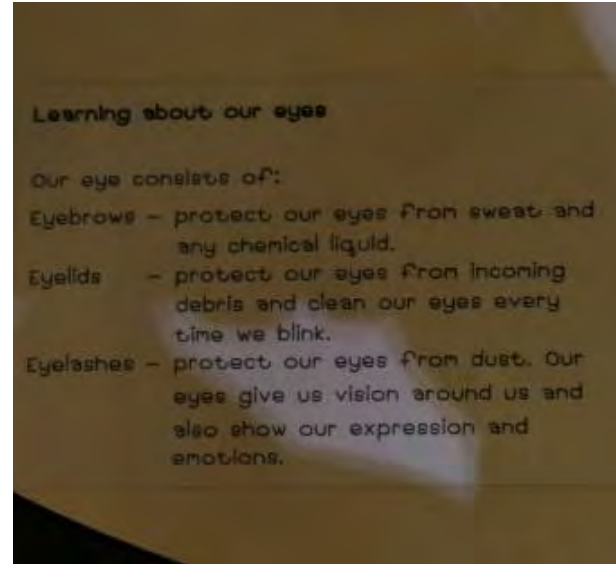 Learning about our eyes
Our eye consists of:
Eyebrows – protect our eyes from sweat and
any chemical liquid.
Eyelids – protect our eyes from incoming
debris and clean our eyes every
time we blink.
Eyelashes – protect our eyes from dust. Our
eyes give us vision around us and
also show our expression and
emotions.